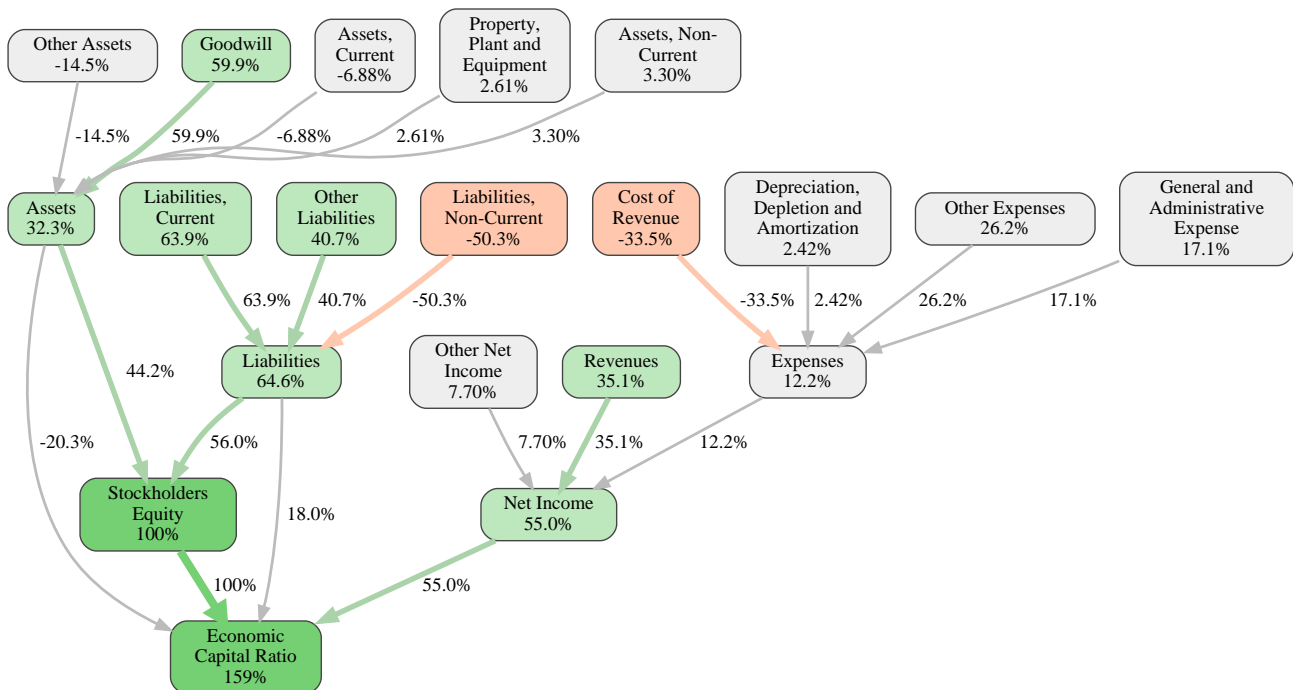 Other Assets
-14.5%
Goodwill
59.9%
Assets,
Current
-6.88%
Property,
Plant and
Equipment
2.61%
Assets, Non-
Current
3.30%
-14.5%
59.9%
-6.88%
2.61%
3.30%
Assets
32.3%
Liabilities,
Current
63.9%
Other
Liabilities
40.7%
Liabilities,
Non-Current
-50.3%
Cost of
Revenue
-33.5%
Depreciation,
Depletion and
Amortization
2.42%
Other Expenses
26.2%
General and
Administrative
Expense
17.1%
63.9%
40.7%
-50.3%
-33.5%
2.42%
26.2%
17.1%
44.2%
Liabilities
64.6%
Other Net
Income
7.70%
Revenues
35.1%
Expenses
12.2%
-20.3%
56.0%
7.70%
35.1%
12.2%
Stockholders
Equity
100%
18.0%
Net Income
55.0%
100%
55.0%
Economic
Capital Ratio
159%